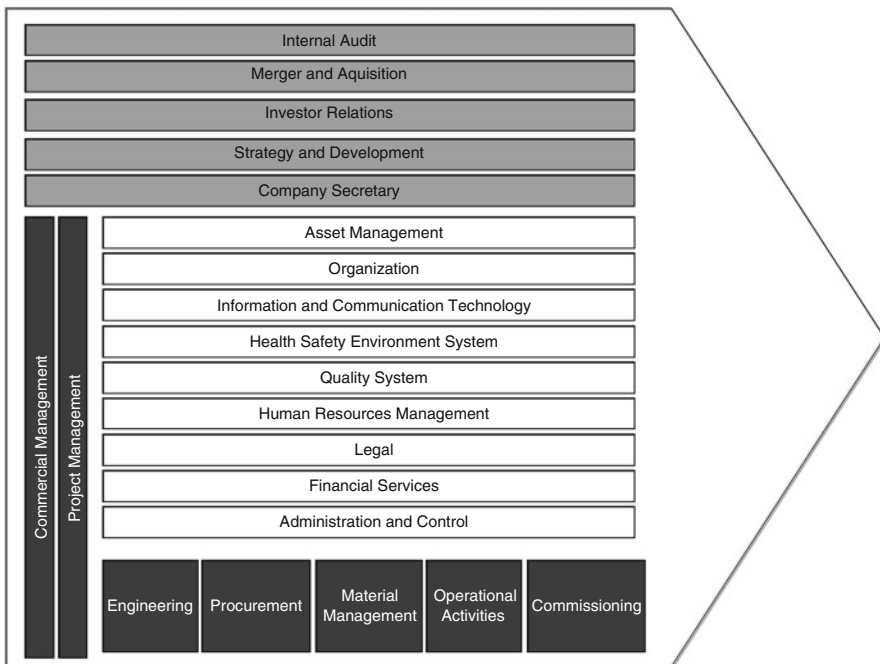 Internal Audit
Merger and Aquisition
Investor Relations
Strategy and Development
Company Secretary
Commercial Management
Project Management
Asset Management
Organization
Information and Communication Technology
Health Safety Environment System
Quality System
Human Resources Management
Legal
Financial Services
Administration and Control
Engineering
Procurement
Material
Management
Operational
Activities
Commissioning